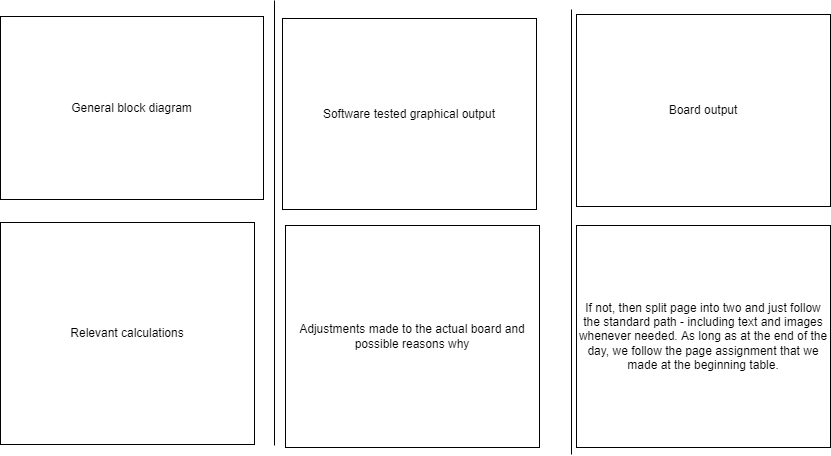 General block diagram
Software tested graphical output
Board output
Relevant calculations
Adjustments made to the actual board and
possible reasons why
If not, then split page into two and just follow
the standard path - including text and images
whenever needed. As long as at the end of the
day, we follow the page assignment that we
made at the beginning table.